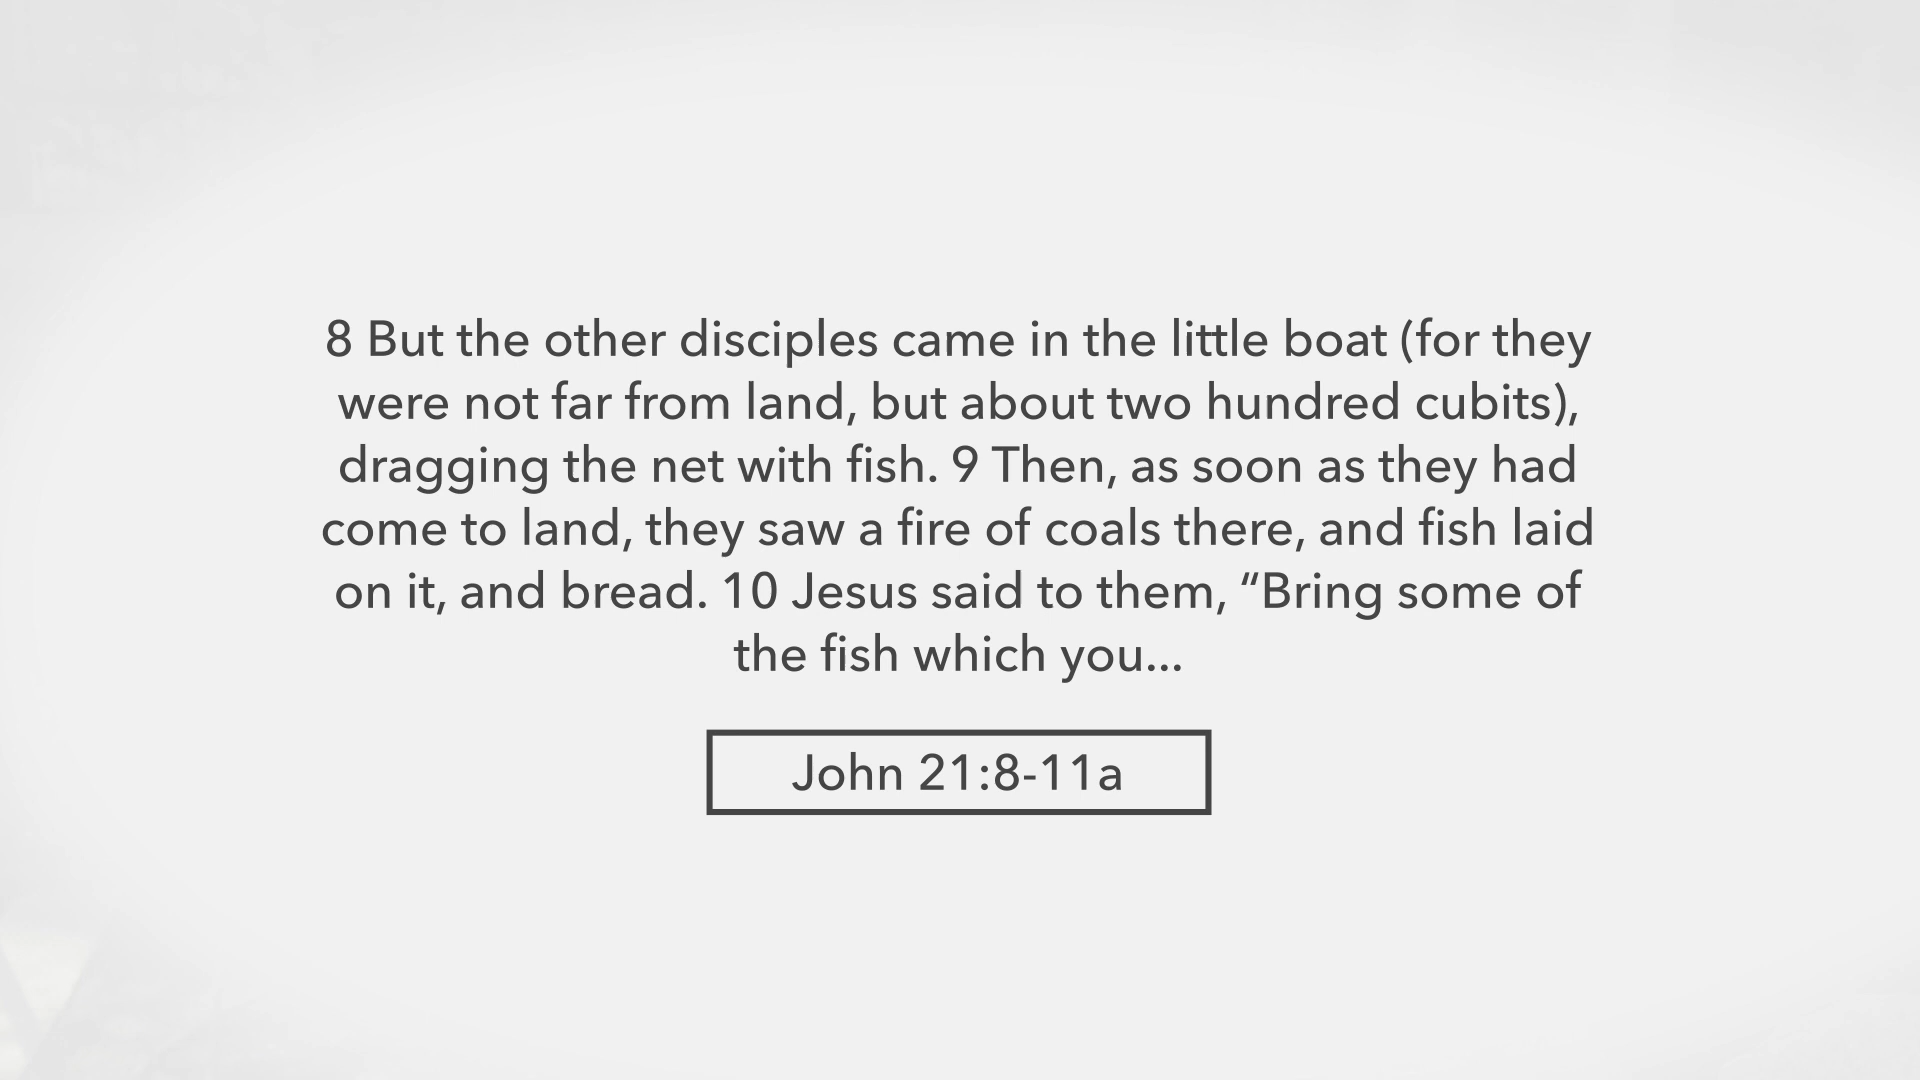 8 But the other disciples came in the little boat (for they
were not far from land, but about two hundred cubits),
dragging the net with fish. 9 Then, as soon as they had
come to land, they saw a fire of coals there, and fish laid
on it, and bread. 10 Jesus said to them, “Bring some of
the fish which you...
John 21:8-11a